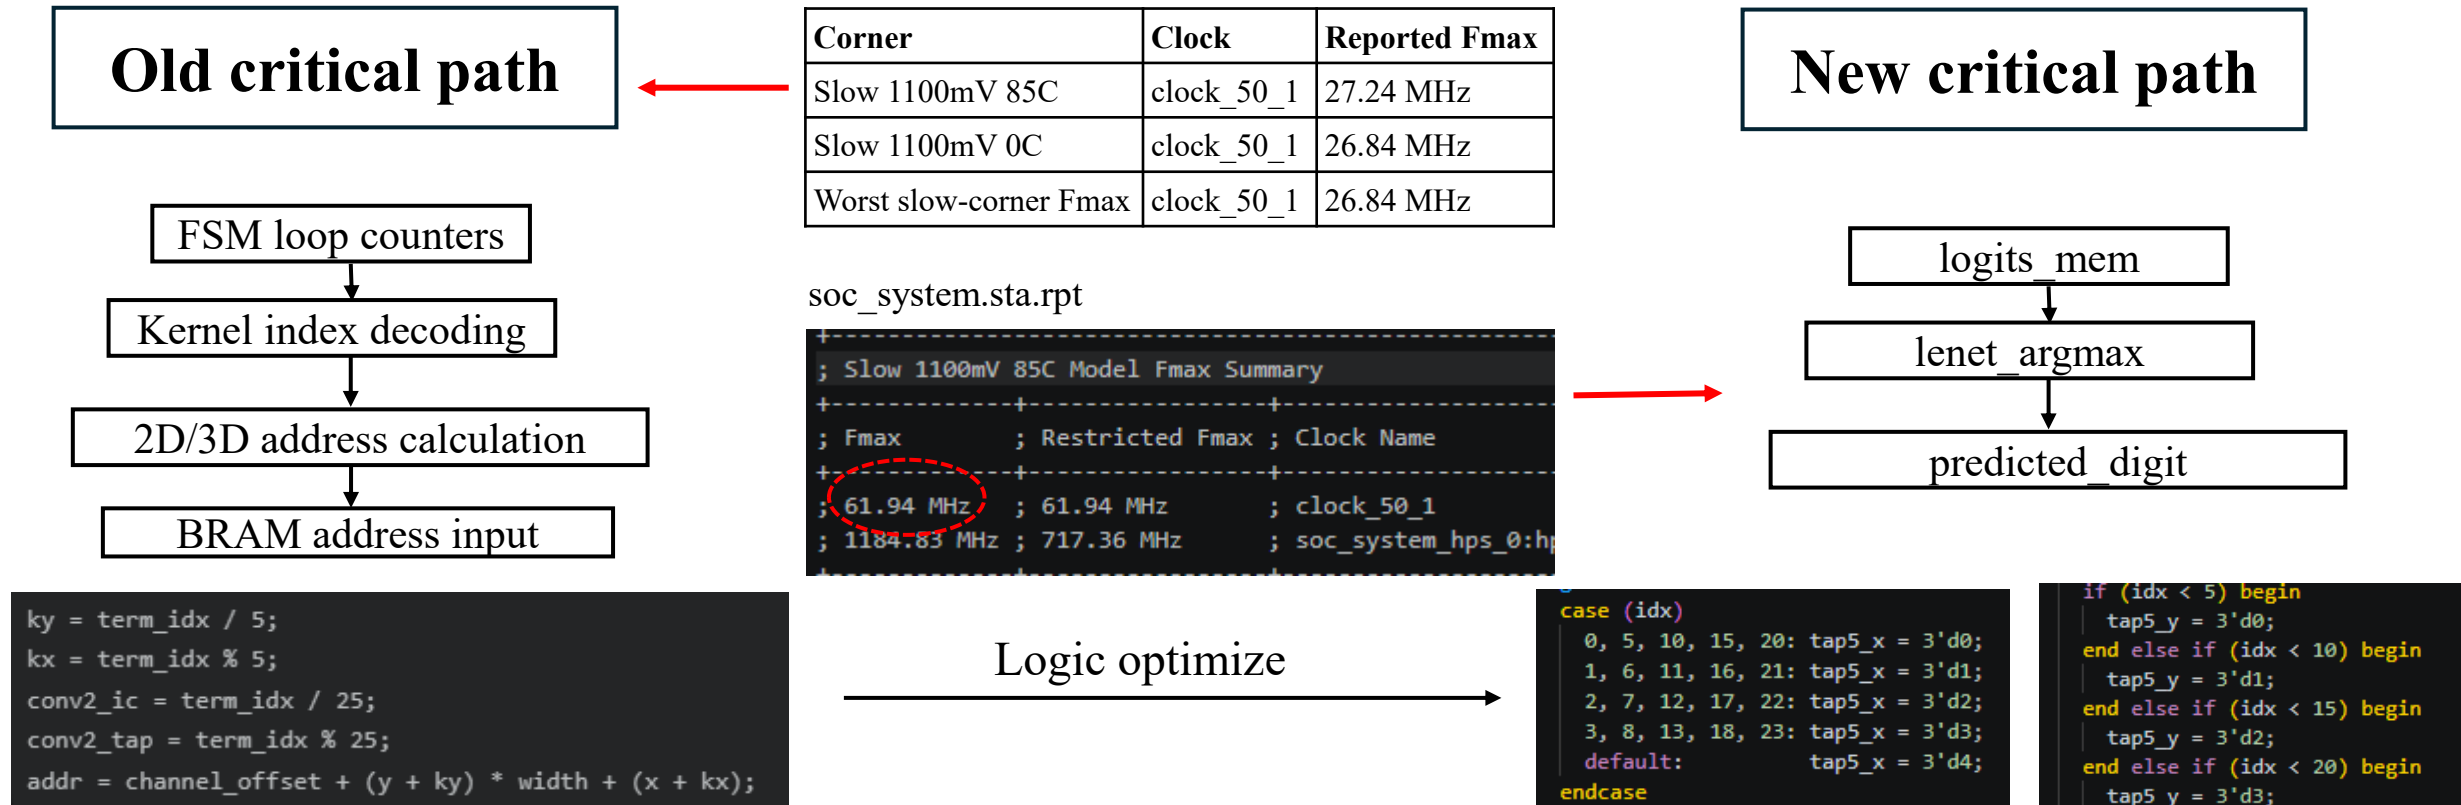 Old critical path
FSM loop counters
Kernel index decoding
2D/3D address calculation
BRAM address input
ky = term_idx / 5;
kx = term_idx % 5;
conv2_ic = term_idx / 25;
conv2_tap = term_idx % 25;
addr = channel_offset + (y + ky) * width + (x + kx);
Corner Clock Reported Fmax
Slow 1100mV 85C clock_50_1 27.24 MHz
Slow 1100mV 0C clock_50_1 26.84 MHz
Worst slow-corner Fmax clock_50_1 26.84 MHz
soc_system.sta.rpt
; Slow 1100mV 85C Model Fmax Summary
; Fmax ; Restricted Fmax ; Clock Name
; 61.94 MHz ; 61.94 MHz ; clock_50_1
; 1184.83 MHz ; 717.36 MHz ; soc_system_hps_0:h
Logic optimize
New critical path
logits_mem
lenet_argmax
predicted_digit
case (idx)
0, 5, 10, 15, 20: tap5_x = 3'd0;
1, 6, 11, 16, 21: tap5_x = 3'd1;
2, 7, 12, 17, 22: tap5_x = 3'd2;
3, 8, 13, 18, 23: tap5_x = 3'd3;
default: tap5_x = 3'd4;
endcase
if (idx < 5) begin
tap5_y = 3'd0;
end else if (idx < 10) begin
tap5_y = 3'd1;
end else if (idx < 15) begin
tap5_y = 3'd2;
end else if (idx < 20) begin
tap5_y = 3'd3;